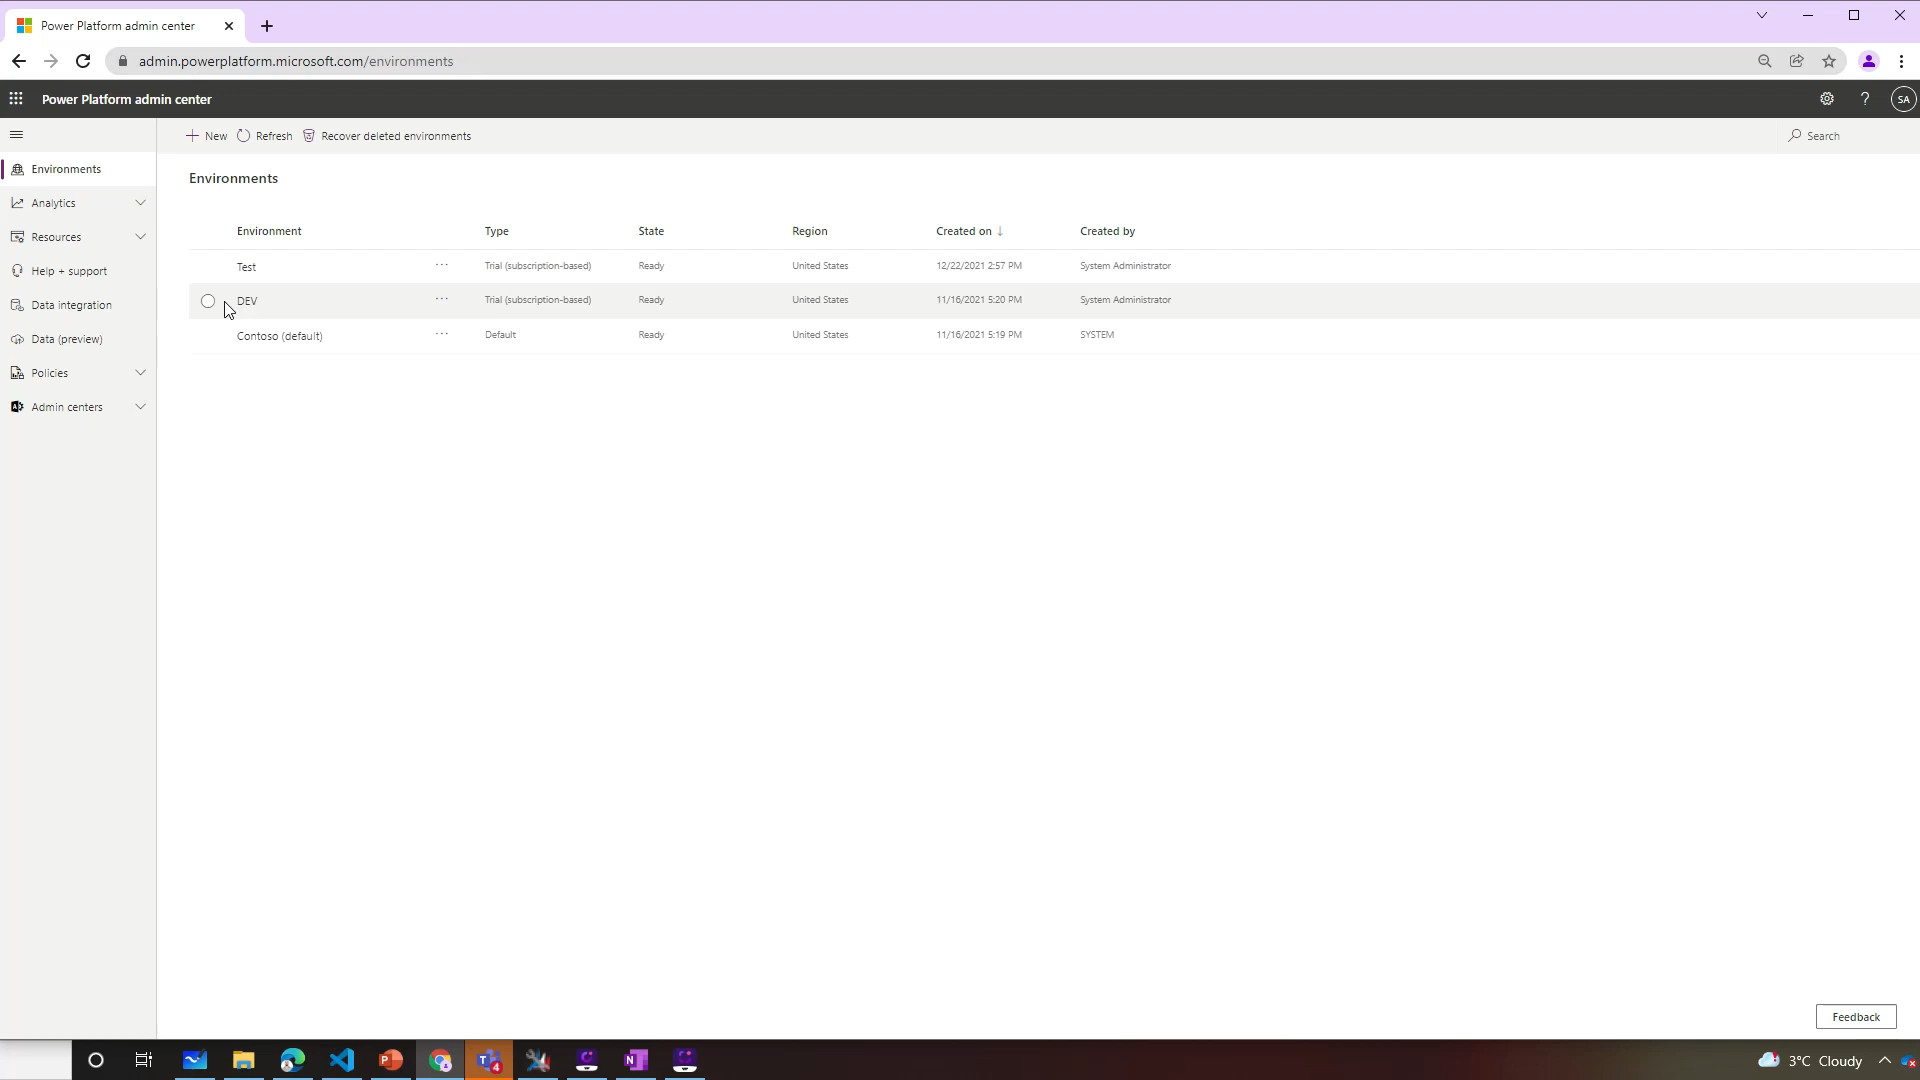 Power Platform admin center
admin.powerplatform.microsoft.com/environments
Power Platform admin center
SA
New Refresh Recover deleted environments Search
Environments
Analytics
Resources
Help + support
Data integration
Data (preview)
Policies
Admin centers
Environments
Environment Type State Region Created on Created by
Test Trial (subscription-based) Ready United States 12/22/2021 2:57 PM System Administrator
DEV Trial (subscription-based) Ready United States 11/16/2021 5:20 PM System Administrator
Contoso (default) Default Ready United States 11/16/2021 5:19 PM SYSTEM
Feedback
4
3°C Cloudy